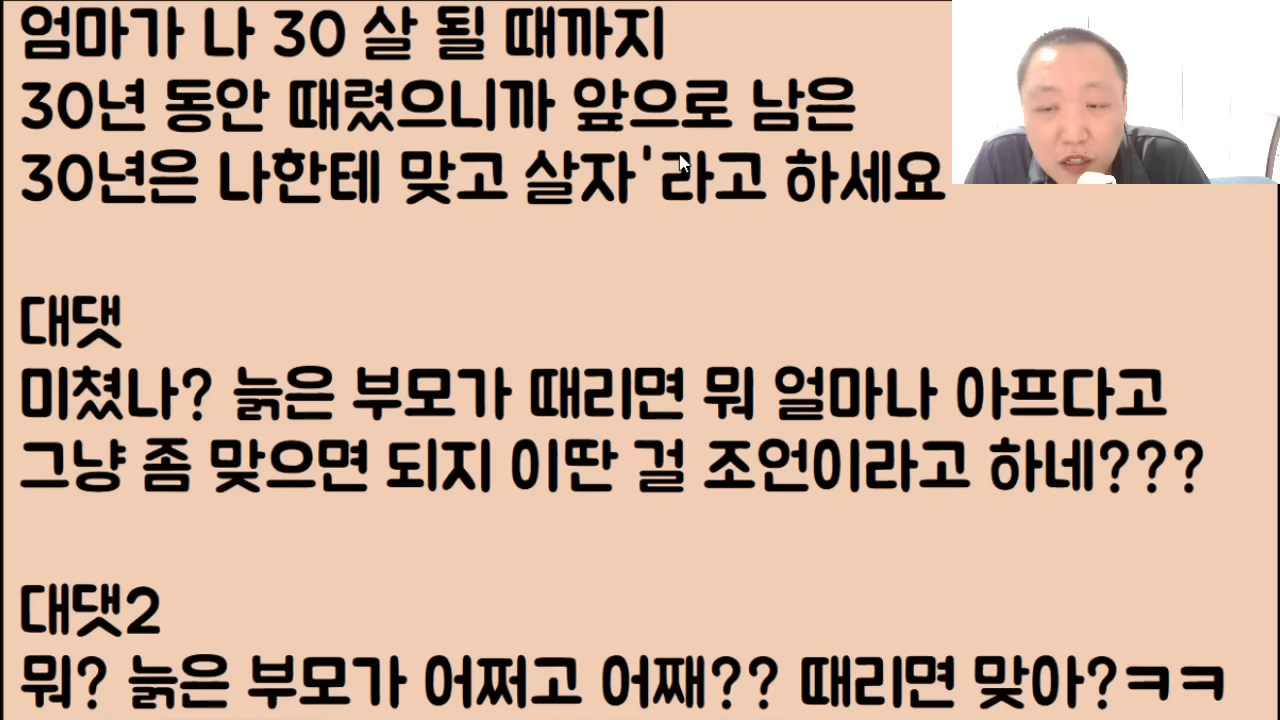 엄마가 나 30 살 될 때까지
30년 동안 때렸으니까 앞으로 남은
30년은 나한테 맞고 살자'라고 하세요
대댓
미쳤나? 늙은 부모가 때리면 뭐 얼마나 아프다고
그냥 좀 맞으면 되지 이딴 걸 조언이라고 하네???
대댓2
뭐? 늙은 부모가 어쩌고 어째?? 때리면 맞아?ㅋㅋ